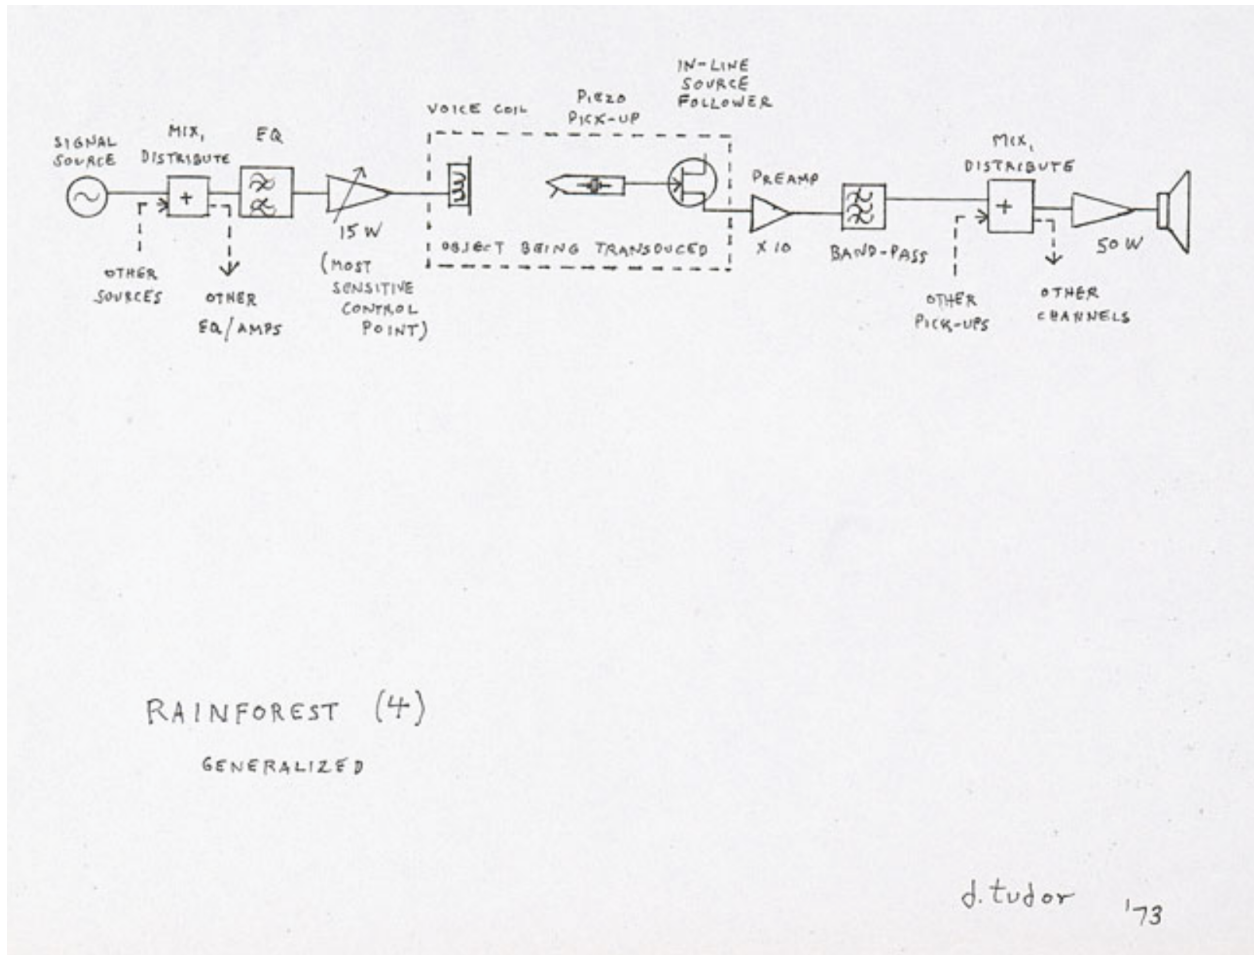 SIGNAL
SOURCE
MIX,
DISTRIBUTE
EQ
VOICE COIL
PIEZO
PICK-UP
IN-LINE
SOURCE
FOLLOWER
PREAMP
MIX,
DISTRIBUTE
+
15 W
(MOST
SENSITIVE
CONTROL
POINT)
OBJECT BEING TRANSDUCED
X 10
BAND-PASS
+
50 W
OTHER
SOURCES
OTHER
EQ/AMPS
OTHER
PICK-UPS
OTHER
CHANNELS
RAINFOREST (4)
GENERALIZED
d. tudor '73